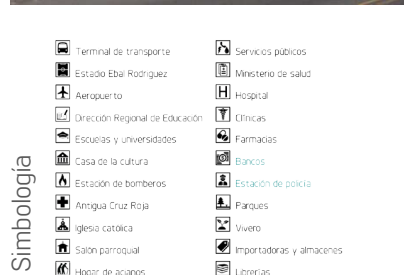 Simbología
Terminal de transporte
Estadio Ebal Rodriguez
Aeropuerto
Dirección Regional de Educación
Escuelas y universidades
Casa de la cultura
Estación de bomberos
Antigua Cruz Roja
Iglesia católica
Salón parroquial
Hogar de acianos
Servicios públicos
Ministerio de salud
Hospital
Clínicas
Farmacias
Bancos
Estación de policía
Parques
Vivero
Importadoras y almacenes
Librerías